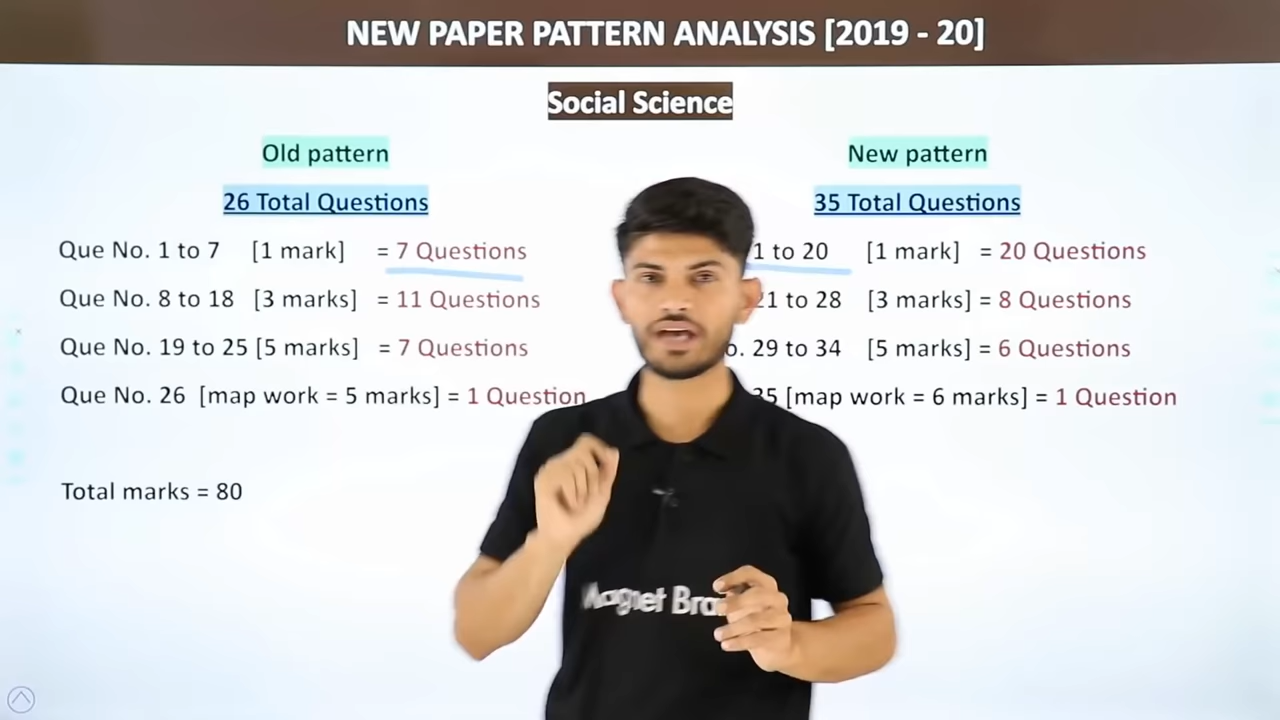 NEW PAPER PATTERN ANALYSIS [2019 - 20]
Social Science
Old pattern
26 Total Questions
Que No. 1 to 7 [1 mark] = 7 Questions
Que No. 8 to 18 [3 marks] = 11 Questions
Que No. 19 to 25 [5 marks] = 7 Questions
Que No. 26 [map work = 5 marks] = 1 Question
Total marks = 80
New pattern
35 Total Questions
1 to 20 [1 mark] = 20 Questions
21 to 28 [3 marks] = 8 Questions
29 to 34 [5 marks] = 6 Questions
35 [map work = 6 marks] = 1 Question
Magnet